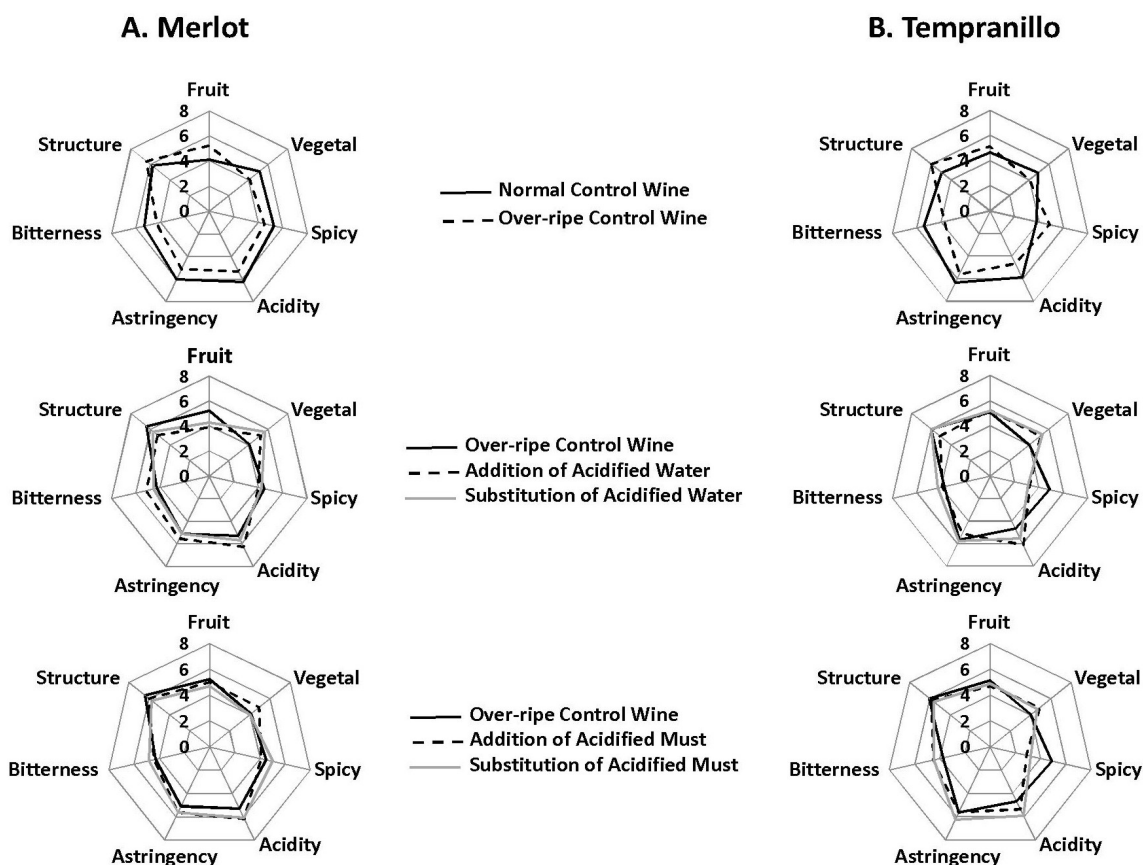 A. Merlot
B. Tempranillo
Fruit
8
6
4
2
0
Structure
Vegetal
Bitterness
Spicy
Astringency
Acidity
Normal Control Wine
Over-ripe Control Wine
Fruit
8
6
4
2
0
Structure
Vegetal
Bitterness
Spicy
Astringency
Acidity
Fruit
8
6
4
2
0
Structure
Vegetal
Bitterness
Spicy
Astringency
Acidity
Over-ripe Control Wine
Addition of Acidified Water
Substitution of Acidified Water
Fruit
8
6
4
2
0
Structure
Vegetal
Bitterness
Spicy
Astringency
Acidity
Fruit
8
6
4
2
0
Structure
Vegetal
Bitterness
Spicy
Astringency
Acidity
Over-ripe Control Wine
Addition of Acidified Must
Substitution of Acidified Must
Fruit
8
6
4
2
0
Structure
Vegetal
Bitterness
Spicy
Astringency
Acidity